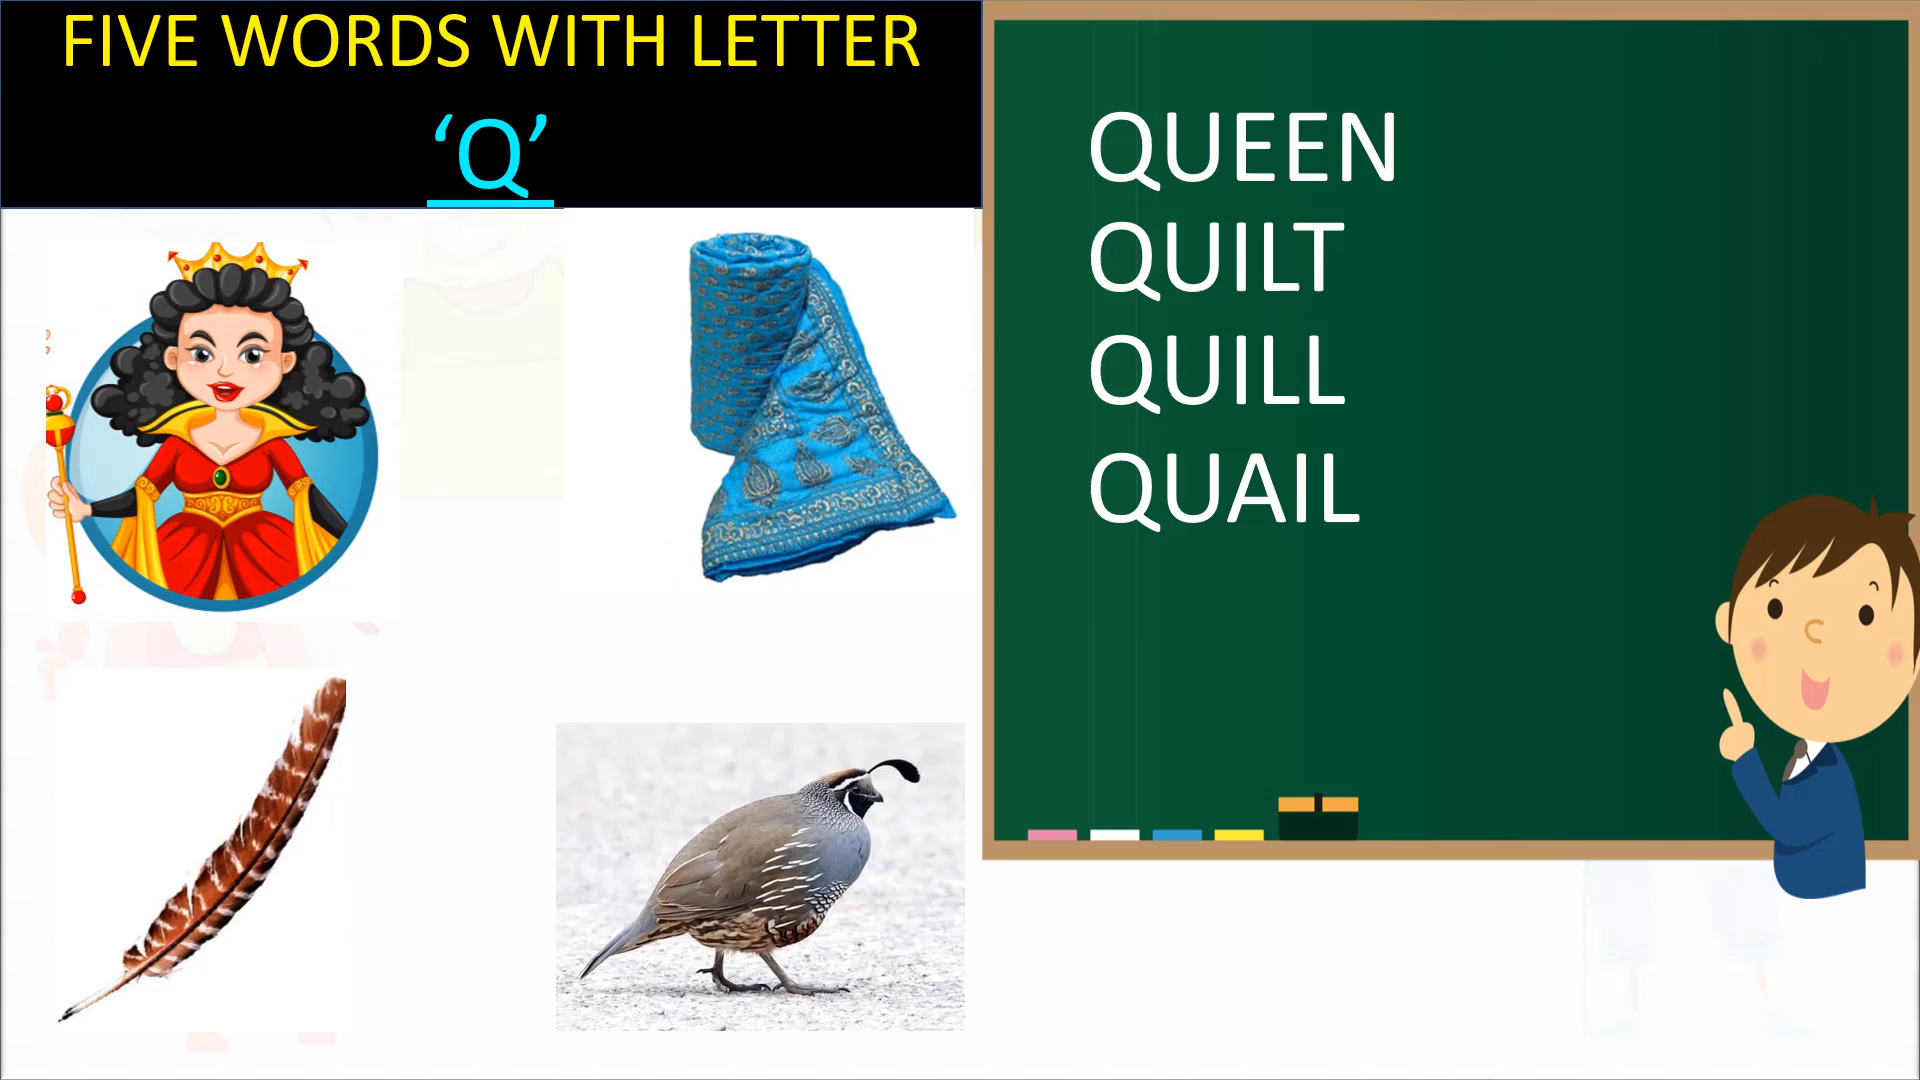 FIVE WORDS WITH LETTER
‘Q’
QUEEN
QUILT
QUILL
QUAIL